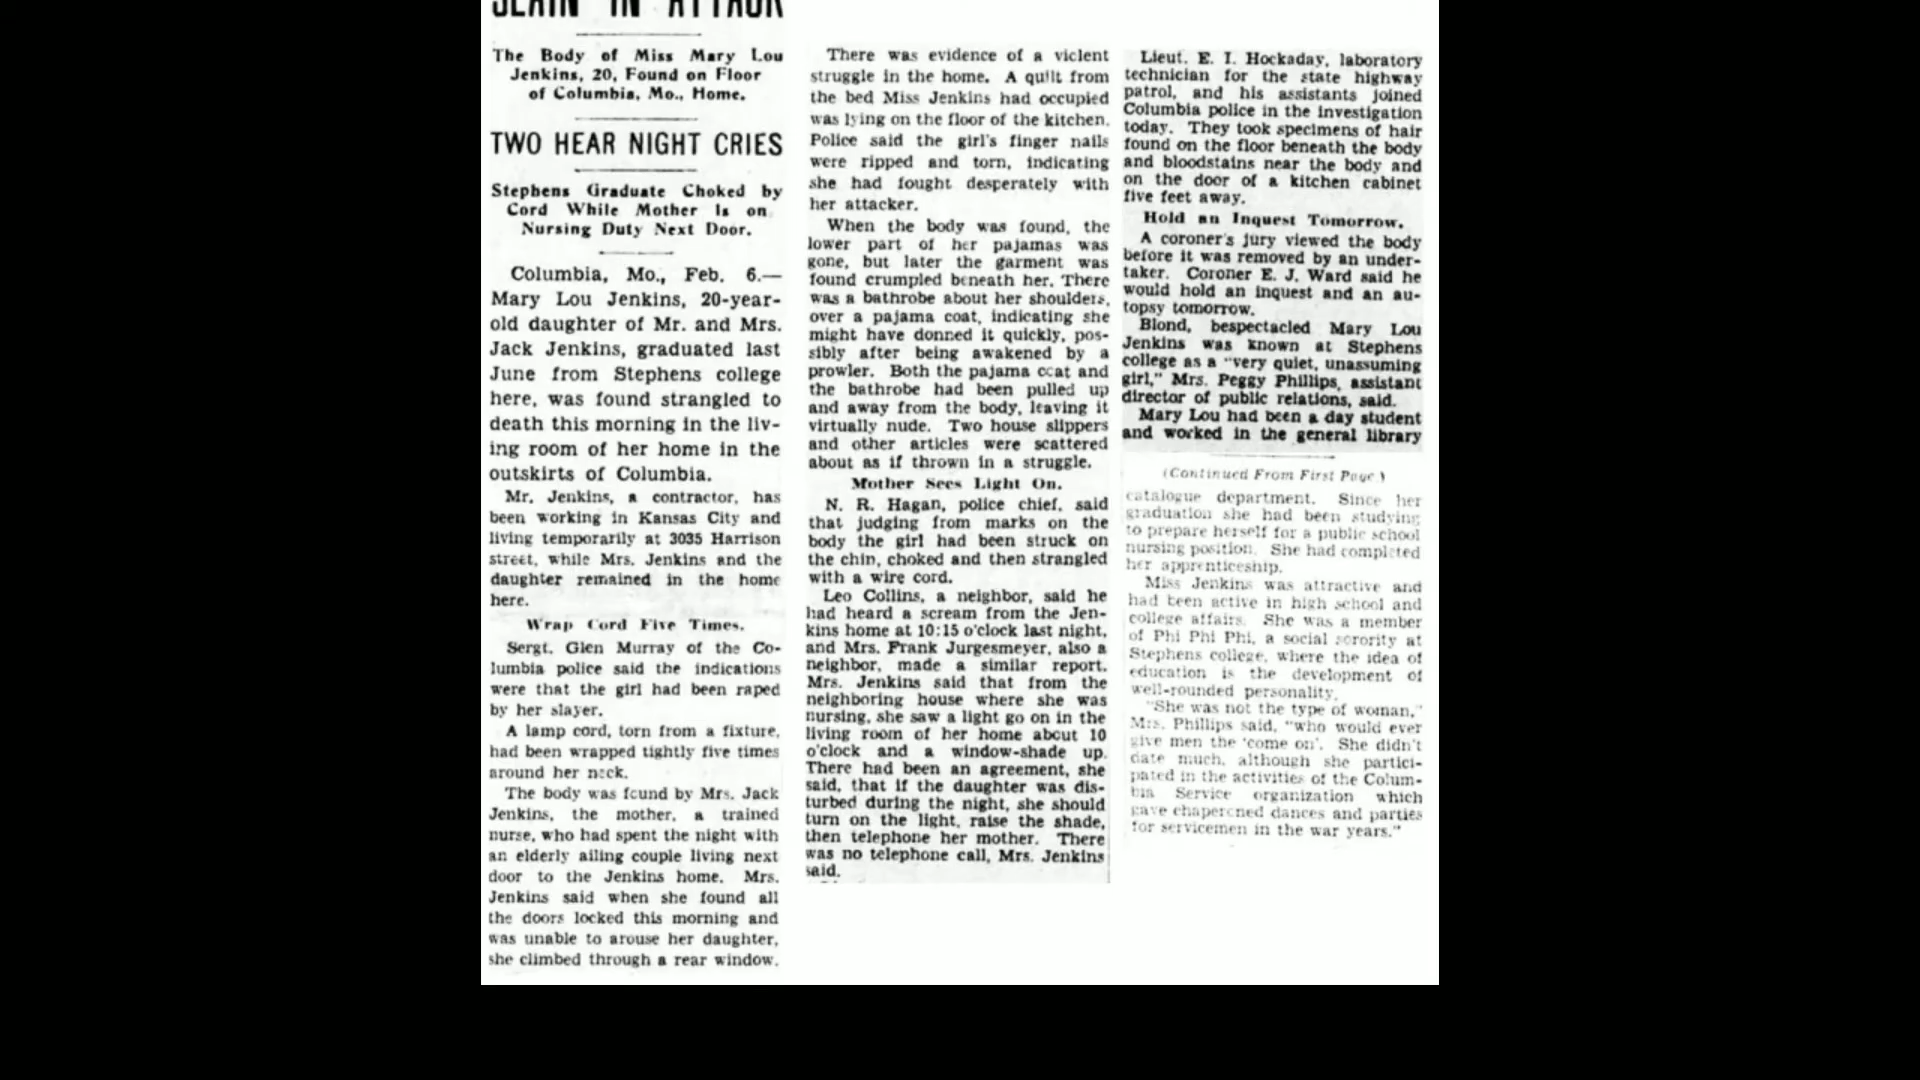 SLAIN IN ATTACK
The Body of Miss Mary Lou
Jenkins, 20, Found on Floor
of Columbia, Mo., Home.
TWO HEAR NIGHT CRIES
Stephens Graduate Choked by
Cord While Mother Is on
Nursing Duty Next Door.
Columbia, Mo., Feb. 6.—
Mary Lou Jenkins, 20-year-
old daughter of Mr. and Mrs.
Jack Jenkins, graduated last
June from Stephens college
here, was found strangled to
death this morning in the liv-
ing room of her home in the
outskirts of Columbia.
Mr. Jenkins, a contractor, has
been working in Kansas City and
living temporarily at 3035 Harrison
street, while Mrs. Jenkins and the
daughter remained in the home
here.
Wrap Cord Five Times.
Sergt. Glen Murray of the Co-
lumbia police said the indications
were that the girl had been raped
by her slayer.
A lamp cord, torn from a fixture,
had been wrapped tightly five times
around her neck.
The body was found by Mrs. Jack
Jenkins, the mother, a trained
nurse, who had spent the night with
an elderly ailing couple living next
door to the Jenkins home. Mrs.
Jenkins said when she found all
the doors locked this morning and
was unable to arouse her daughter,
she climbed through a rear window.
There was evidence of a violent
struggle in the home. A quilt from
the bed Miss Jenkins had occupied
was lying on the floor of the kitchen.
Police said the girl's finger nails
were ripped and torn, indicating
she had fought desperately with
her attacker.
When the body was found, the
lower part of her pajamas was
gone, but later the garment was
found crumpled beneath her. There
was a bathrobe about her shoulders,
over a pajama coat, indicating she
might have donned it quickly, pos-
sibly after being awakened by a
prowler. Both the pajama coat and
the bathrobe had been pulled up
and away from the body, leaving it
virtually nude. Two house slippers
and other articles were scattered
about as if thrown in a struggle.
Mother Sees Light On.
N. R. Hagan, police chief, said
that judging from marks on the
body the girl had been struck on
the chin, choked and then strangled
with a wire cord.
Leo Collins, a neighbor, said he
had heard a scream from the Jen-
kins home at 10:15 o'clock last night,
and Mrs. Frank Jurgesmeyer, also a
neighbor, made a similar report.
Mrs. Jenkins said that from the
neighboring house where she was
nursing, she saw a light go on in the
living room of her home about 10
o'clock and a window-shade up.
There had been an agreement, she
said, that if the daughter was dis-
turbed during the night, she should
turn on the light, raise the shade,
then telephone her mother. There
was no telephone call, Mrs. Jenkins
said.
Lieut. E. I. Hockaday, laboratory
technician for the state highway
patrol, and his assistants joined
Columbia police in the investigation
today. They took specimens of hair
found on the floor beneath the body
and bloodstains near the body and
on the door of a kitchen cabinet
five feet away.
Hold an Inquest Tomorrow.
A coroner's jury viewed the body
before it was removed by an under-
taker. Coroner E. J. Ward said he
would hold an inquest and an au-
topsy tomorrow.
Blond, bespectacled Mary Lou
Jenkins was known at Stephens
college as a "very quiet, unassuming
girl," Mrs. Peggy Phillips, assistant
director of public relations, said.
Mary Lou had been a day student
and worked in the general library
(Continued From First Page.)
catalogue department. Since her
graduation she had been studying
to prepare herself for a public school
nursing position. She had completed
her apprenticeship.
Miss Jenkins was attractive and
had been active in high school and
college affairs. She was a member
of Phi Phi Phi, a social sorority at
Stephens college, where the idea of
education is the development of
well-rounded personality.
"She was not the type of woman,"
Mrs. Phillips said, "who would ever
give men the 'come on'. She didn't
date much, although she partici-
pated in the activities of the Colum-
bia Service organization which
gave chaperoned dances and parties
for servicemen in the war years."